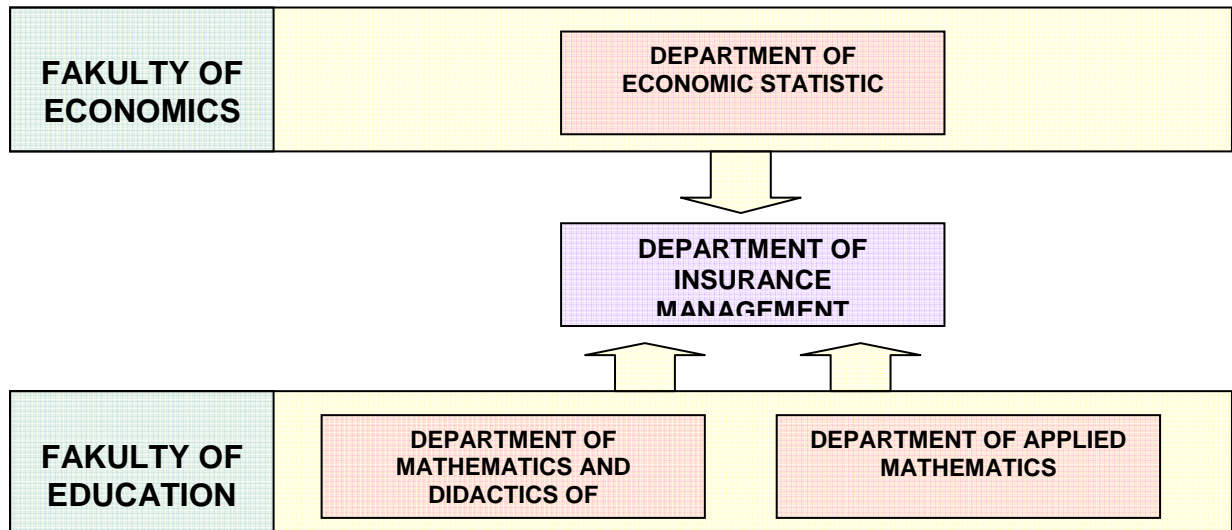 FAKULTY OF
ECONOMICS
DEPARTMENT OF
ECONOMIC STATISTIC
DEPARTMENT OF
INSURANCE
MANAGEMENT
FAKULTY OF
EDUCATION
DEPARTMENT OF
MATHEMATICS AND
DIDACTICS OF
DEPARTMENT OF APPLIED
MATHEMATICS